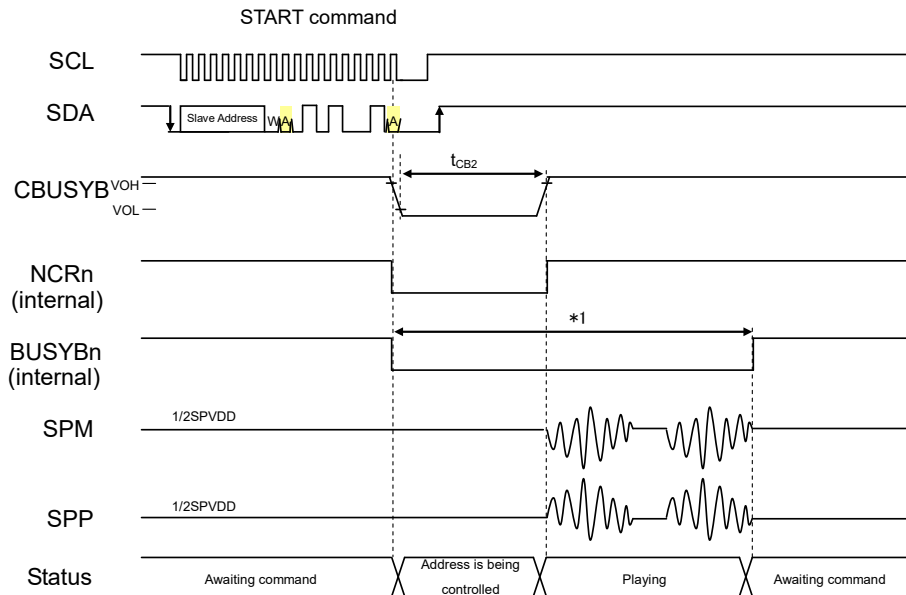 START command
SCL
SDA
Slave Address
W
A
A
tCB2
CBUSYB
VOH
VOL
NCRn
(internal)
*1
BUSYBn
(internal)
1/2SPVDD
SPM
1/2SPVDD
SPP
Status
Awaiting command
Address is being
controlled
Playing
Awaiting command